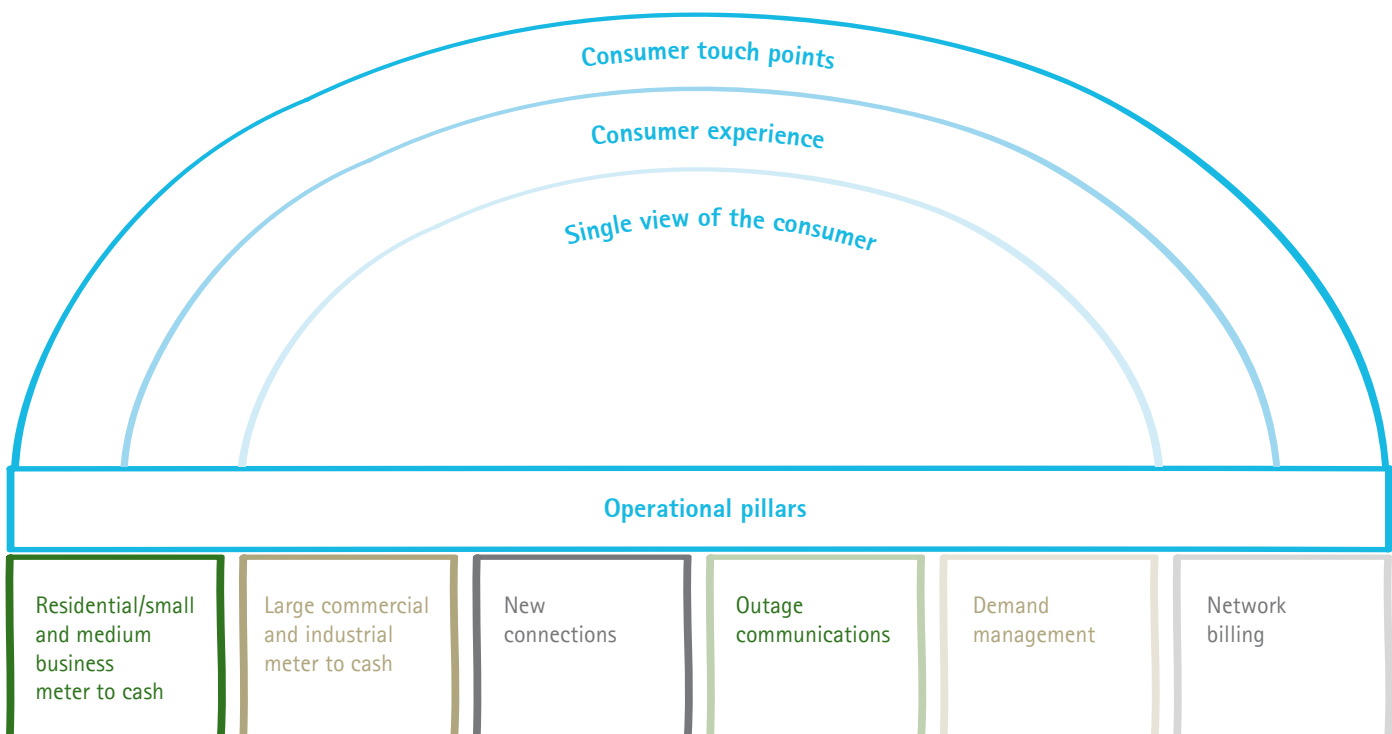 Consumer touch points
Consumer experience
Single view of the consumer
Operational pillars
Residential/small
and medium
business
meter to cash
Large commercial
and industrial
meter to cash
New
connections
Outage
communications
Demand
management
Network
billing